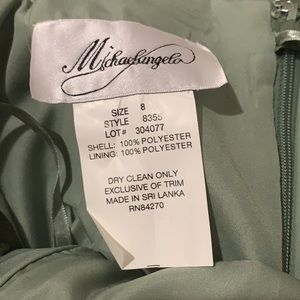 Michaelangelo
SIZE 8
STYLE 8355
LOT# 304077
SHELL: 100% POLYESTER
LINING: 100% POLYESTER
DRY CLEAN ONLY
EXCLUSIVE OF TRIM
MADE IN SRI LANKA
RN84270